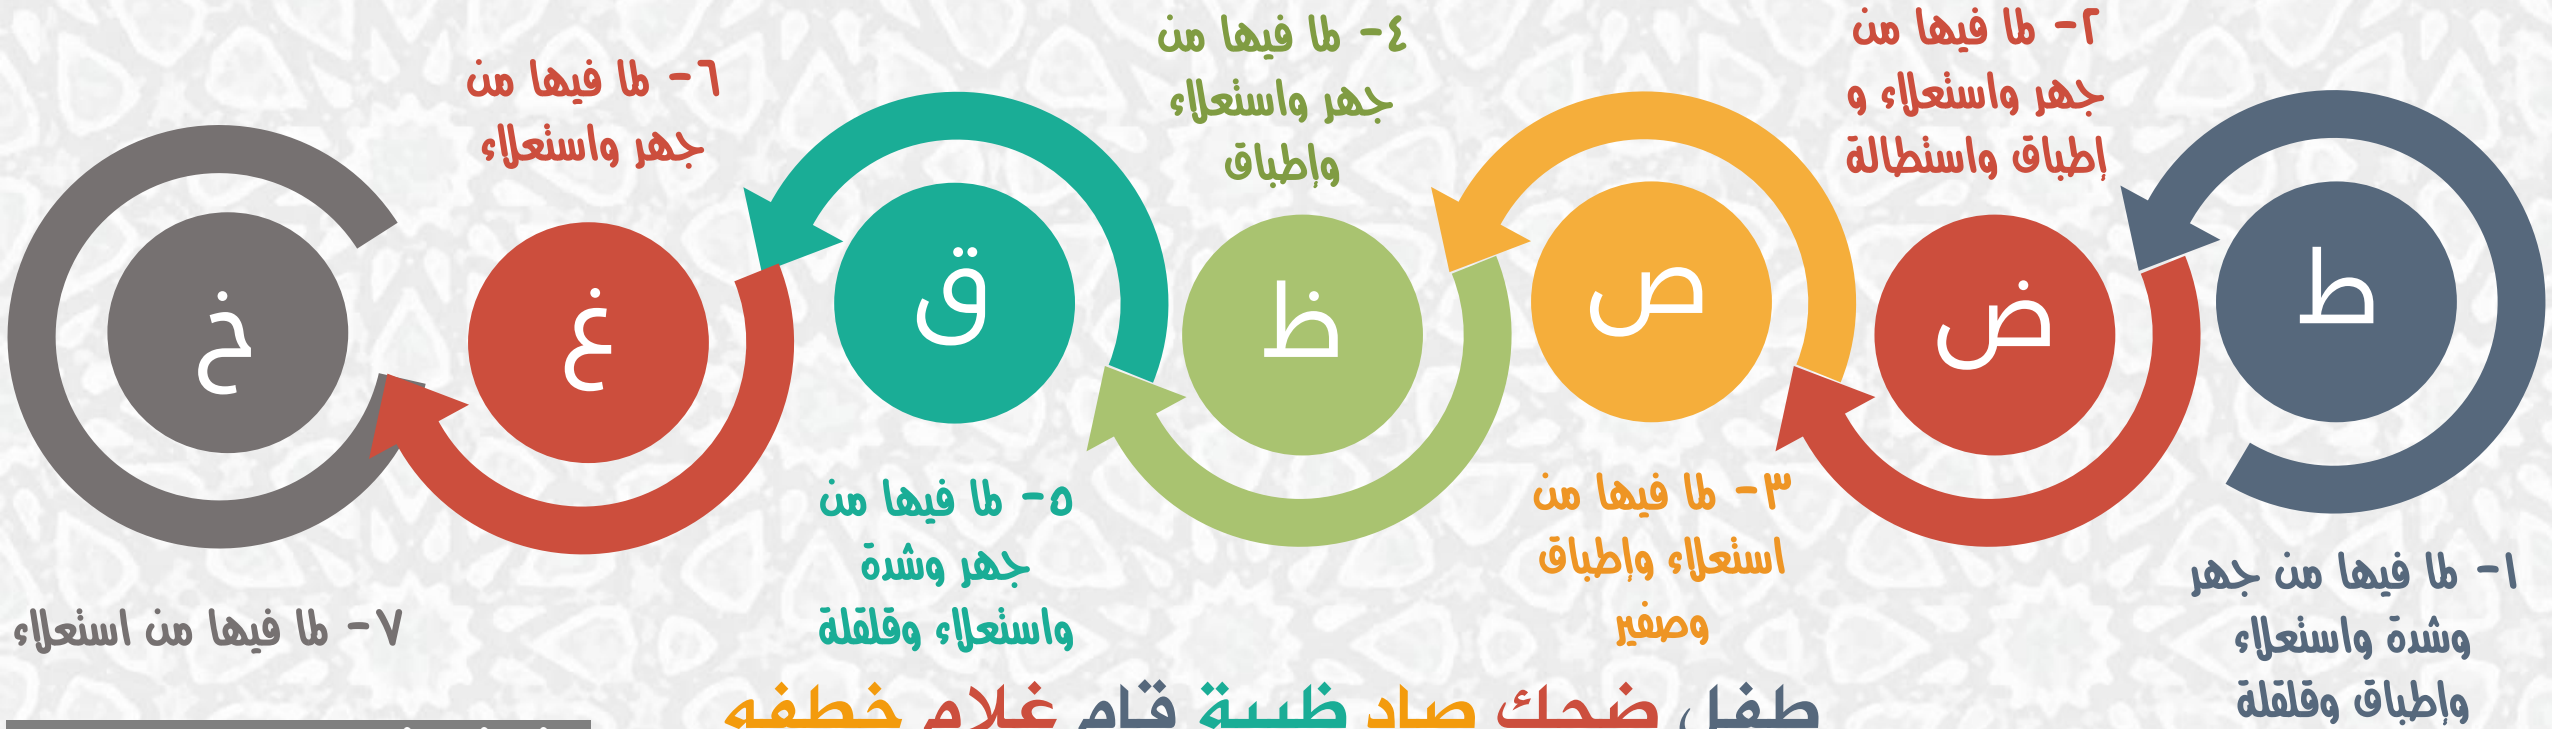 ط
ض
ص
ظ
ق
غ
خ
١- لما فيها من جهر
وشدة واستعلاء
وإطباق وقلقلة
٢- لما فيها من
جهر واستعلاء و
إطباق واستطالة
٣- لما فيها من
استعلاء وإطباق
وصفير
٤- لما فيها من
جهر واستعلاء
وإطباق
٥- لما فيها من
جهر وشدة
واستعلاء وقلقلة
٦- لما فيها من
جهر واستعلاء
٧- لما فيها من استعلاء
طفل ضحك صاد ظبية قام غلام خطفه